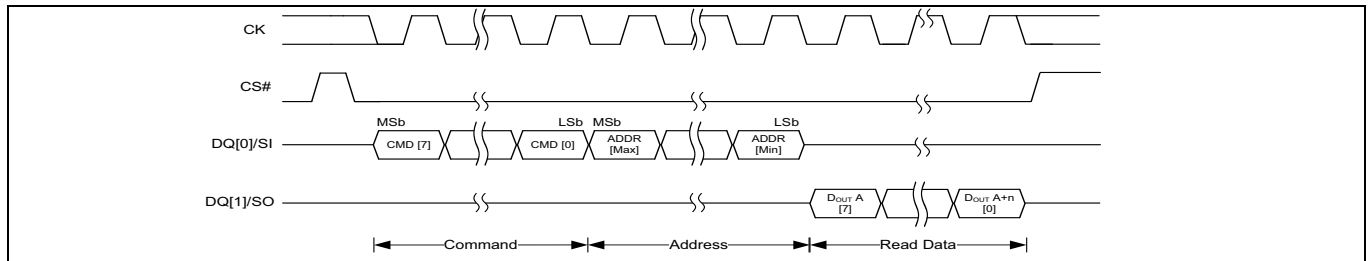 CK
CS#
MSb LSb MSb LSb
DQ[0]/SI CMD [7] CMD [0] ADDR [Max] ADDR [Min]
DQ[1]/SO DOUT A [7] DOUT A+n [0]
Command Address Read Data